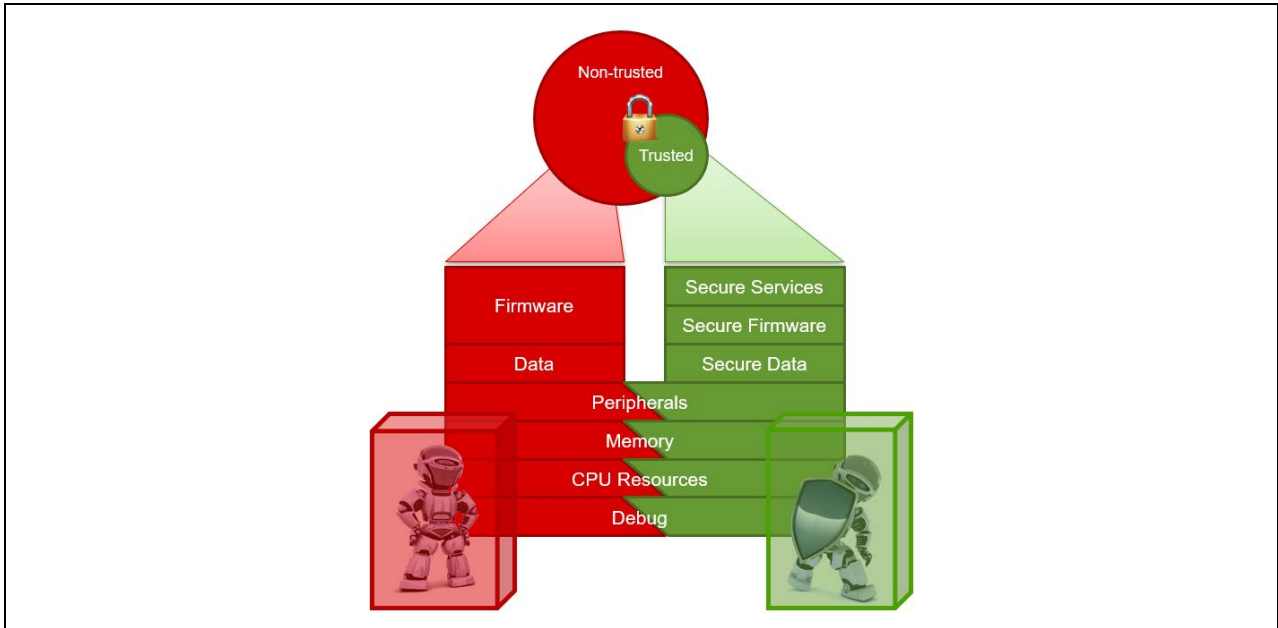 Non-trusted
Trusted
Firmware
Data
Secure Services
Secure Firmware
Secure Data
Peripherals
Memory
CPU Resources
Debug